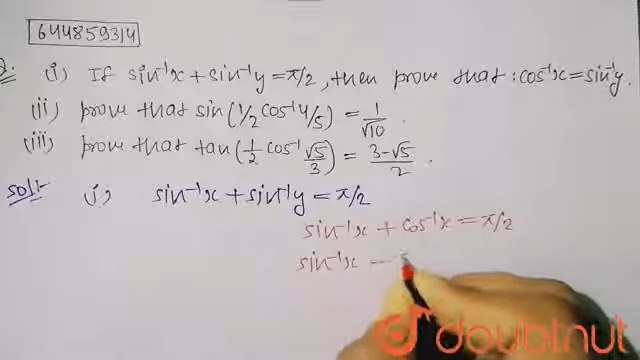 644859314
Q. (i) If sin⁻¹x + sin⁻¹y = π/2, then prove that : cos⁻¹x = sin⁻¹y.
(ii) prove that sin(1/2 cos⁻¹ 4/5) = 1/√10.
(iii) prove that tan(1/2 cos⁻¹ √5/3) = (3-√5)/2.
Sol:- (i) sin⁻¹x + sin⁻¹y = π/2
sin⁻¹x + cos⁻¹x = π/2
sin⁻¹x —
doubtnut